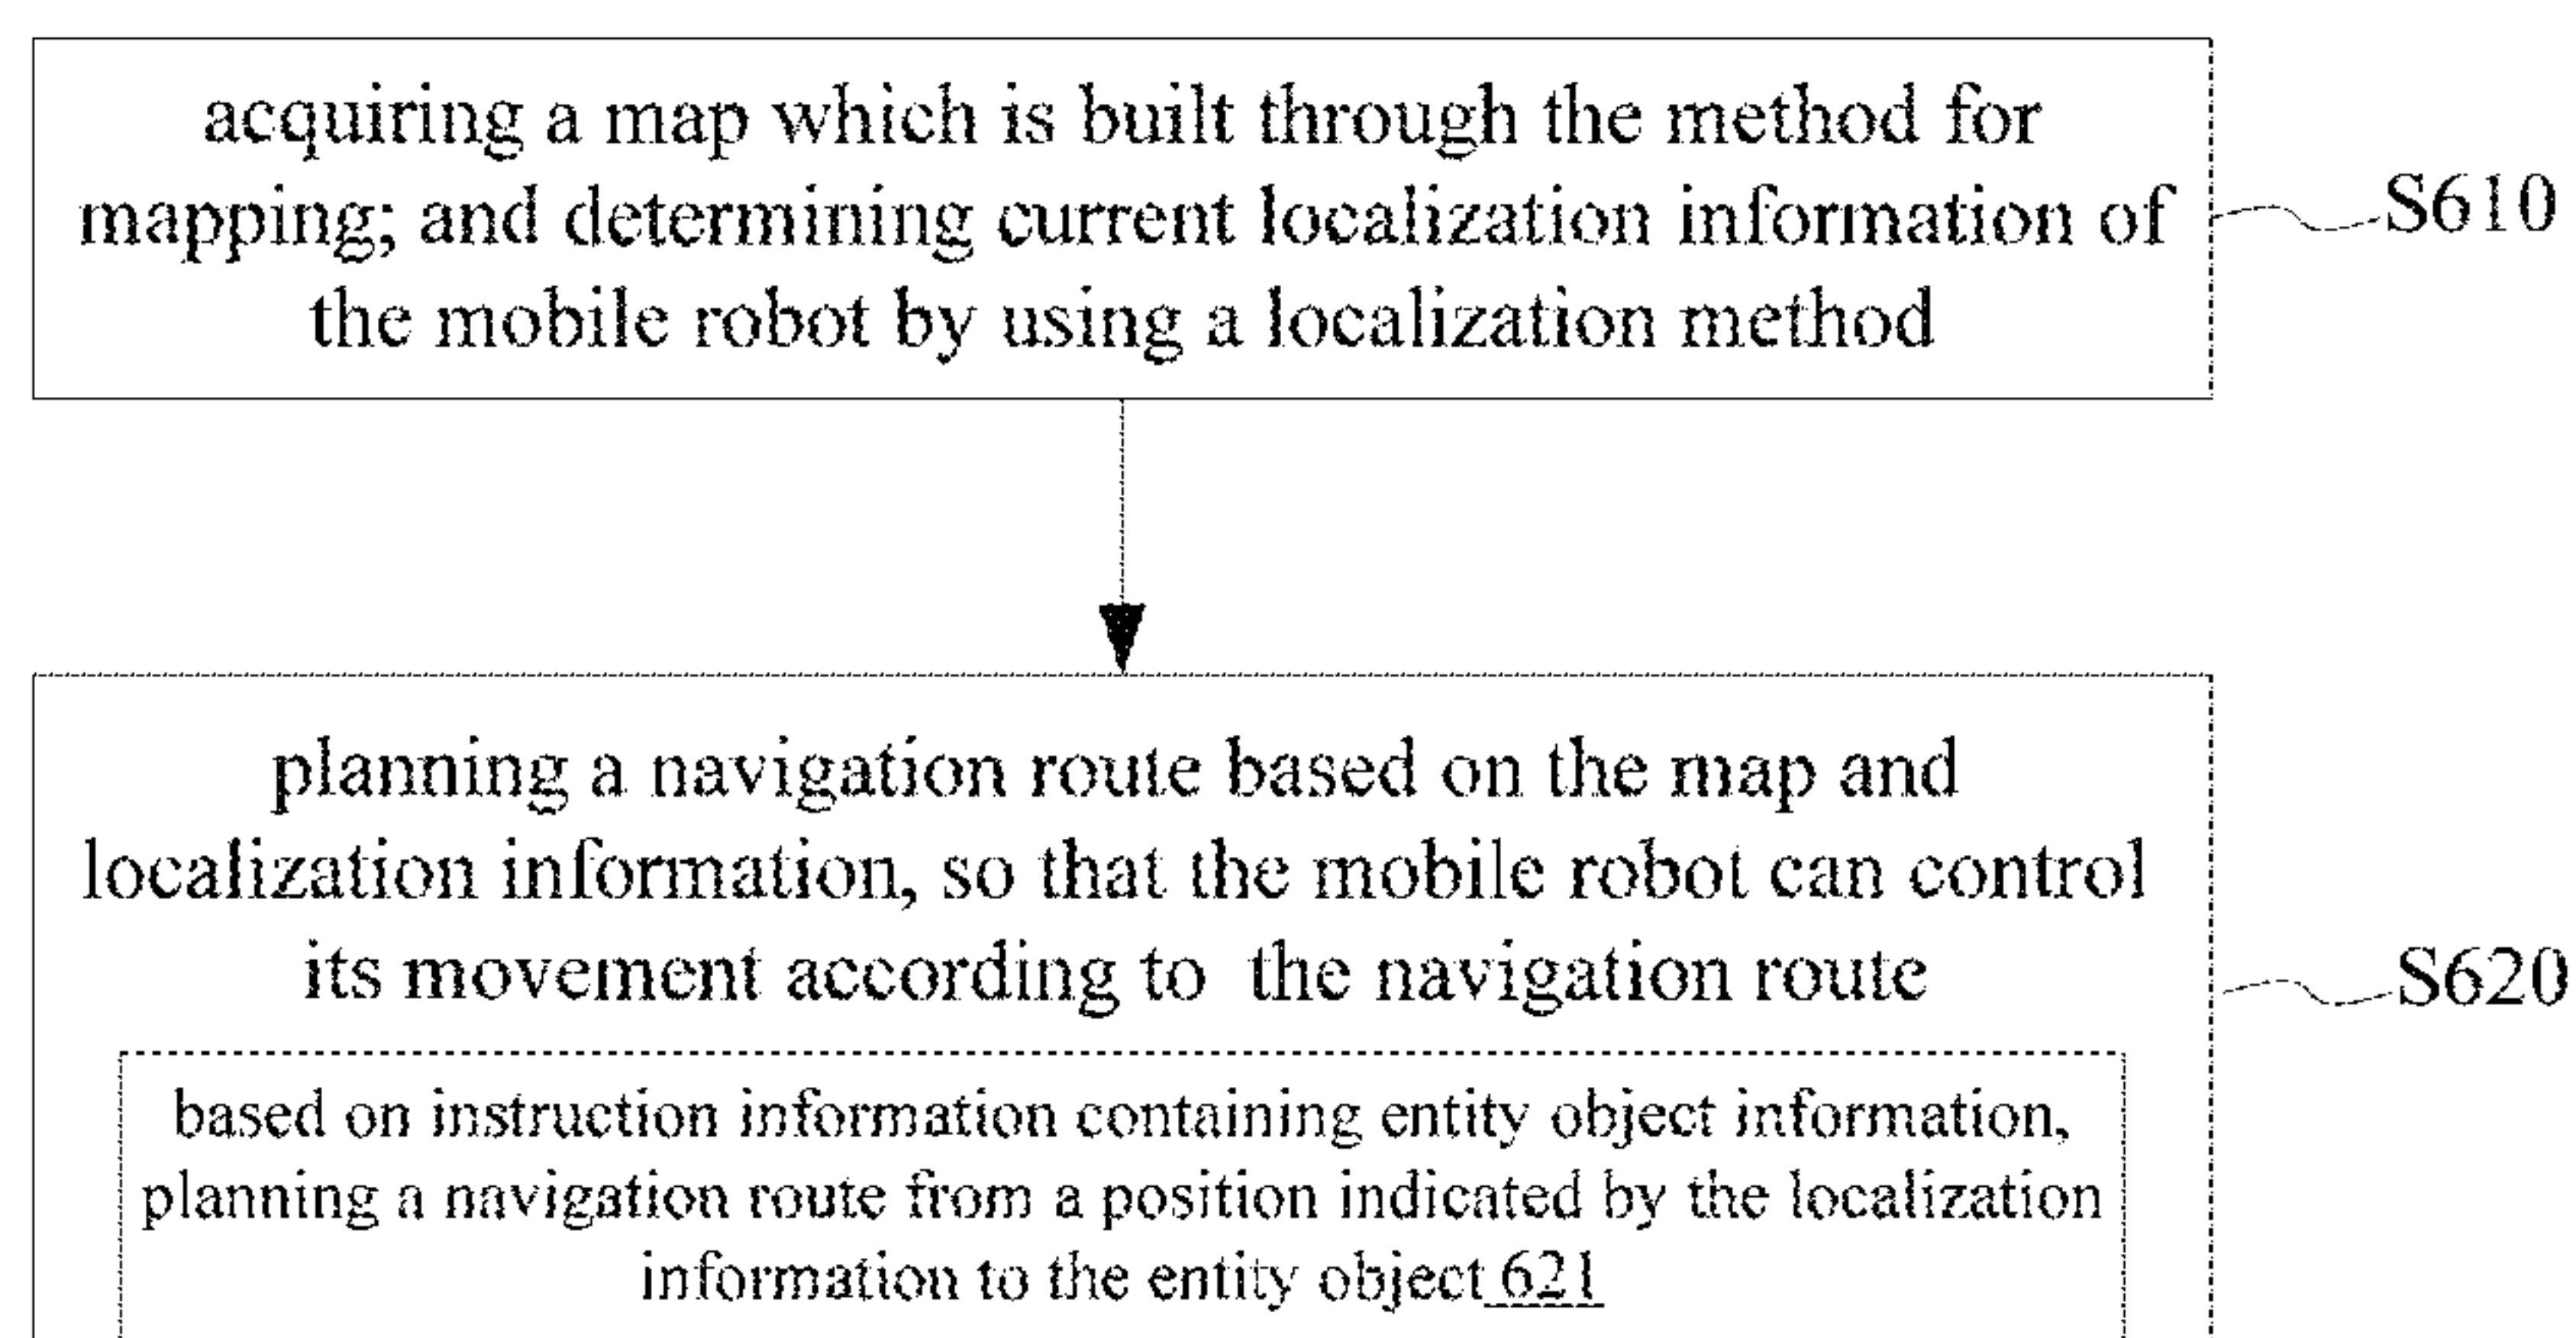 acquiring a map which is built through the method for
mapping; and determining current localization information of
the mobile robot by using a localization method
S610
planning a navigation route based on the map and
localization information, so that the mobile robot can control
its movement according to the navigation route
S620
based on instruction information containing entity object information,
planning a navigation route from a position indicated by the localization
information to the entity object 621